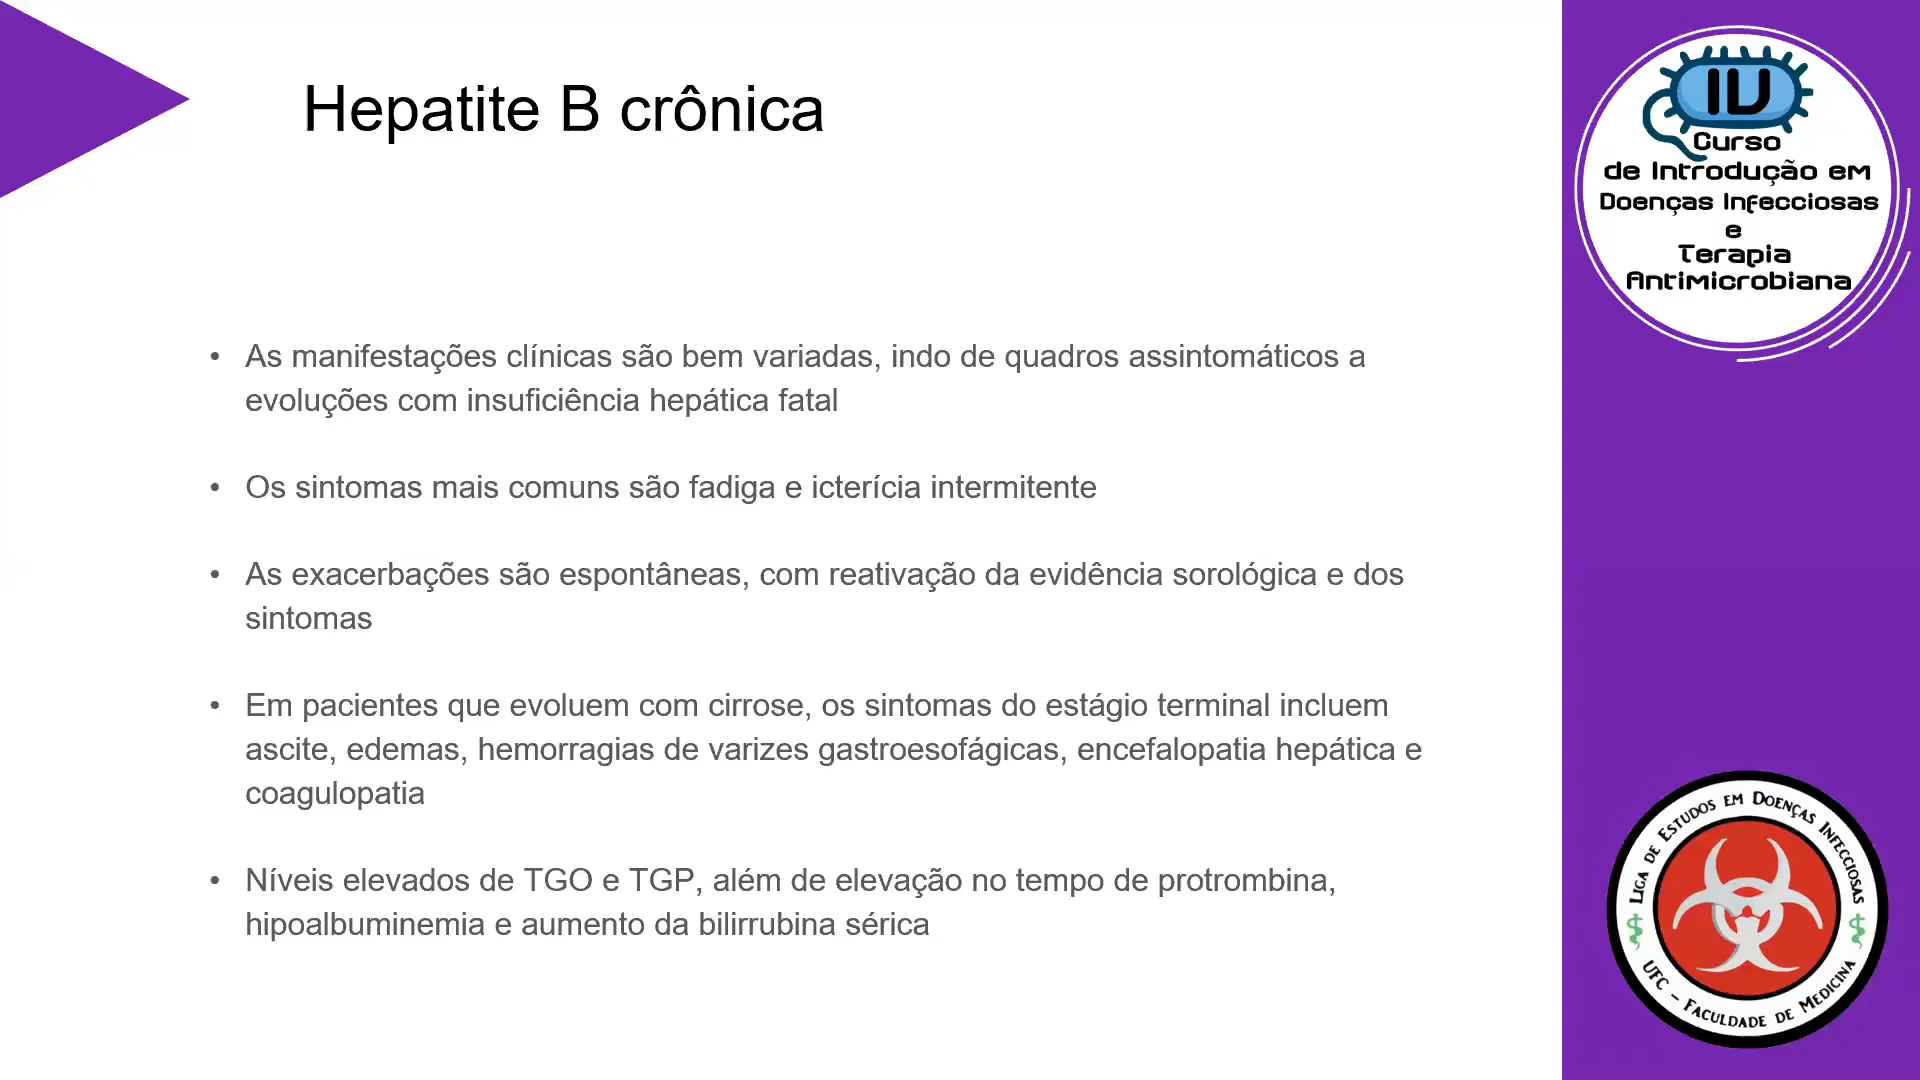 Hepatite B crônica
• As manifestações clínicas são bem variadas, indo de quadros assintomáticos a
evoluções com insuficiência hepática fatal
• Os sintomas mais comuns são fadiga e icterícia intermitente
• As exacerbações são espontâneas, com reativação da evidência sorológica e dos
sintomas
• Em pacientes que evoluem com cirrose, os sintomas do estágio terminal incluem
ascite, edemas, hemorragias de varizes gastroesofágicas, encefalopatia hepática e
coagulopatia
• Níveis elevados de TGO e TGP, além de elevação no tempo de protrombina,
hipoalbuminemia e aumento da bilirrubina sérica
IV
Curso
de Introdução em
Doenças Infecciosas
e
Terapia
Antimicrobiana
Liga de Estudos em Doenças Infecciosas
UFC - Faculdade de Medicina